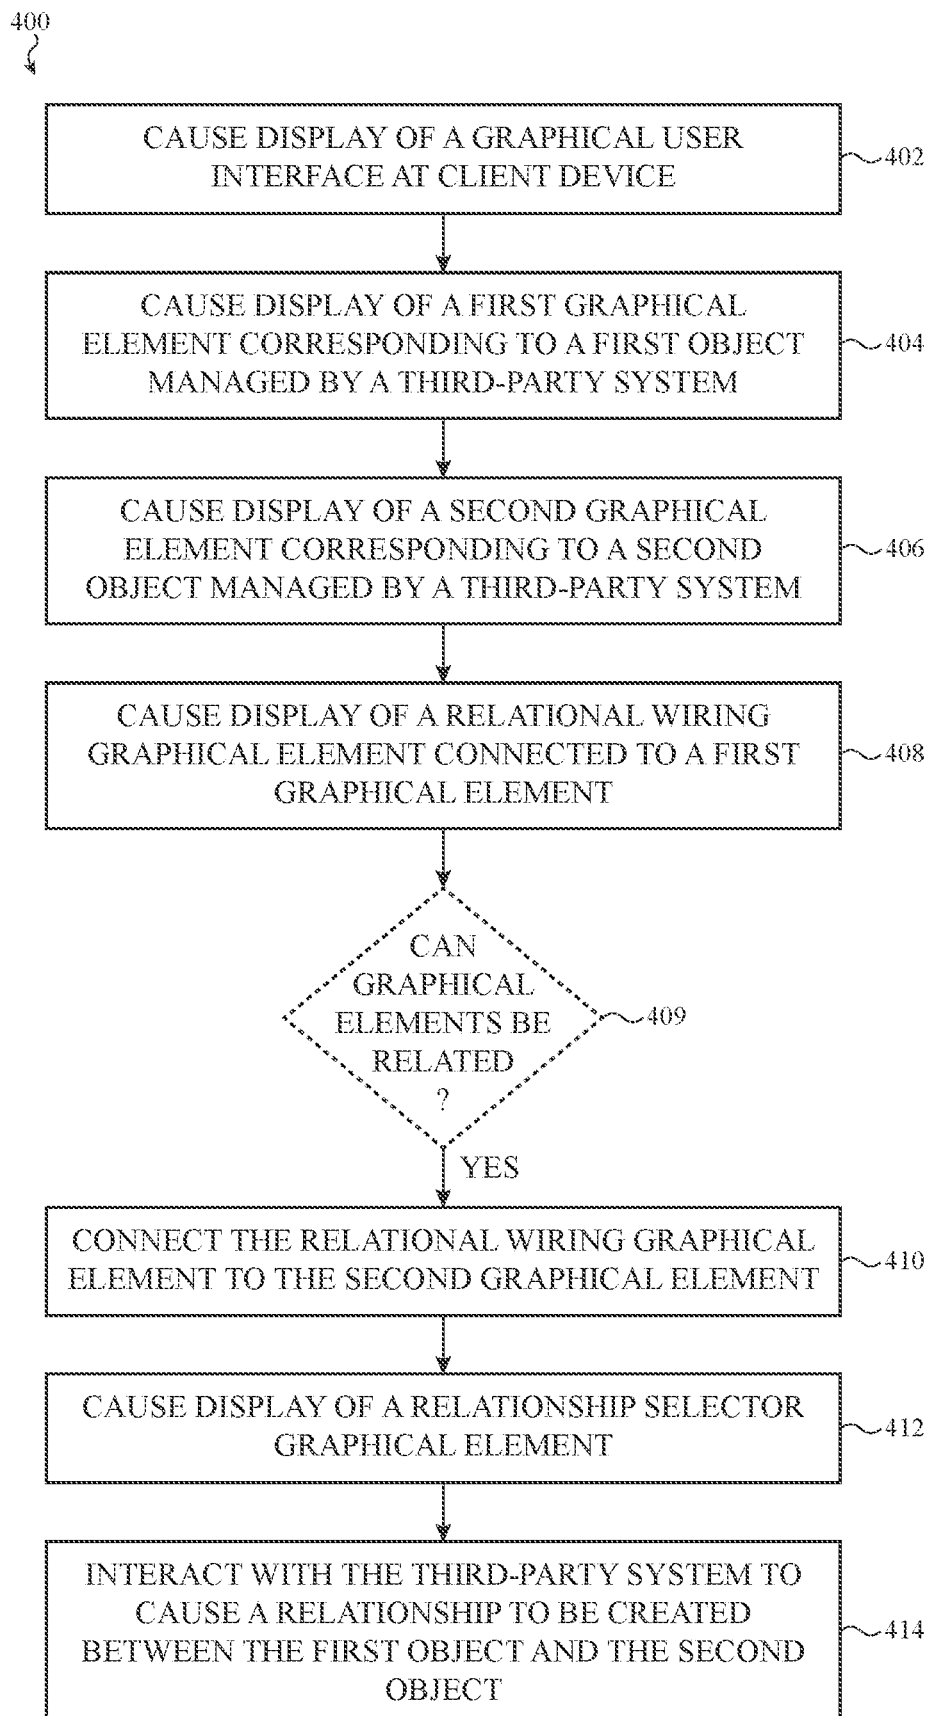 400
CAUSE DISPLAY OF A GRAPHICAL USER
INTERFACE AT CLIENT DEVICE
402
CAUSE DISPLAY OF A FIRST GRAPHICAL
ELEMENT CORRESPONDING TO A FIRST OBJECT
MANAGED BY A THIRD-PARTY SYSTEM
404
CAUSE DISPLAY OF A SECOND GRAPHICAL
ELEMENT CORRESPONDING TO A SECOND
OBJECT MANAGED BY A THIRD-PARTY SYSTEM
406
CAUSE DISPLAY OF A RELATIONAL WIRING
GRAPHICAL ELEMENT CONNECTED TO A FIRST
GRAPHICAL ELEMENT
408
CAN
GRAPHICAL
ELEMENTS BE
RELATED
?
409
YES
CONNECT THE RELATIONAL WIRING GRAPHICAL
ELEMENT TO THE SECOND GRAPHICAL ELEMENT
410
CAUSE DISPLAY OF A RELATIONSHIP SELECTOR
GRAPHICAL ELEMENT
412
INTERACT WITH THE THIRD-PARTY SYSTEM TO
CAUSE A RELATIONSHIP TO BE CREATED
BETWEEN THE FIRST OBJECT AND THE SECOND
OBJECT
414